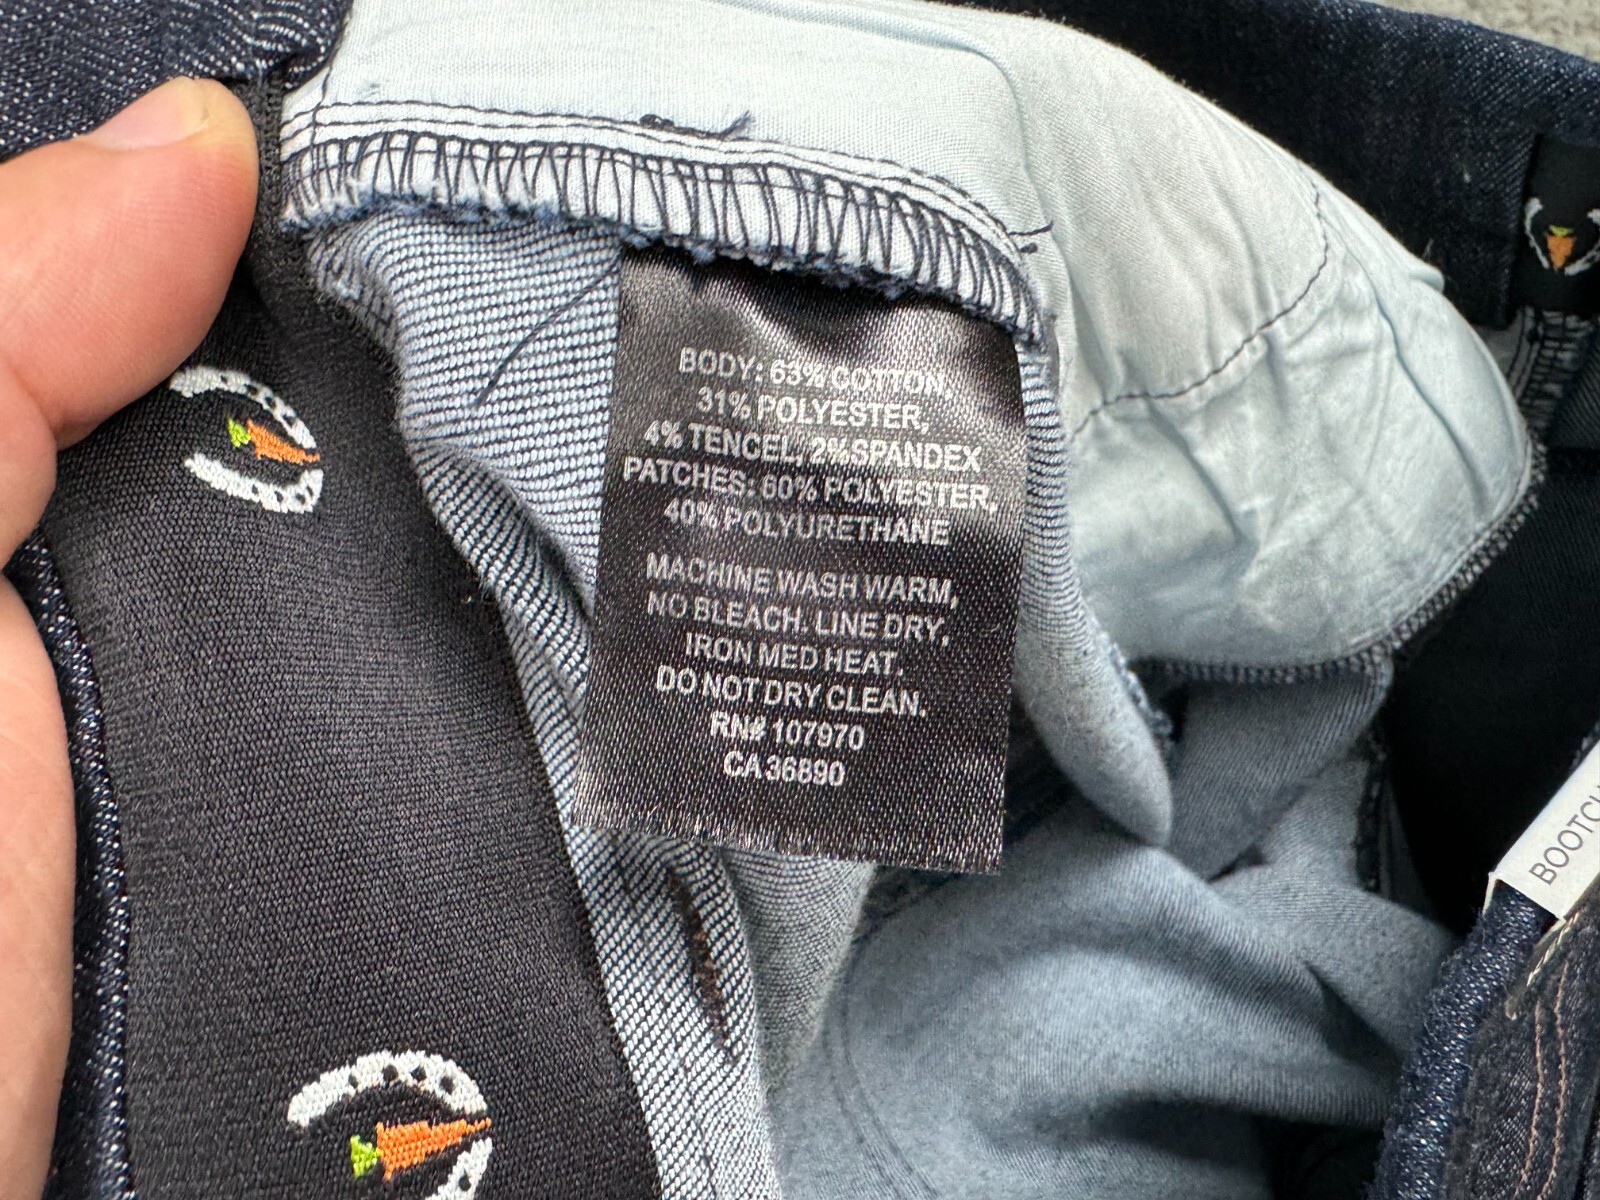 BODY: 63% COTTON,
31% POLYESTER,
4% TENCEL, 2% SPANDEX
PATCHES: 60% POLYESTER,
40% POLYURETHANE
MACHINE WASH WARM,
NO BLEACH. LINE DRY,
IRON MED HEAT.
DO NOT DRY CLEAN.
RN# 107970
CA 36890
BOOTCU